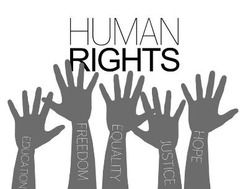 HUMAN
RIGHTS
EDUCATION
FREEDOM
EQUALITY
JUSTICE
HOPE